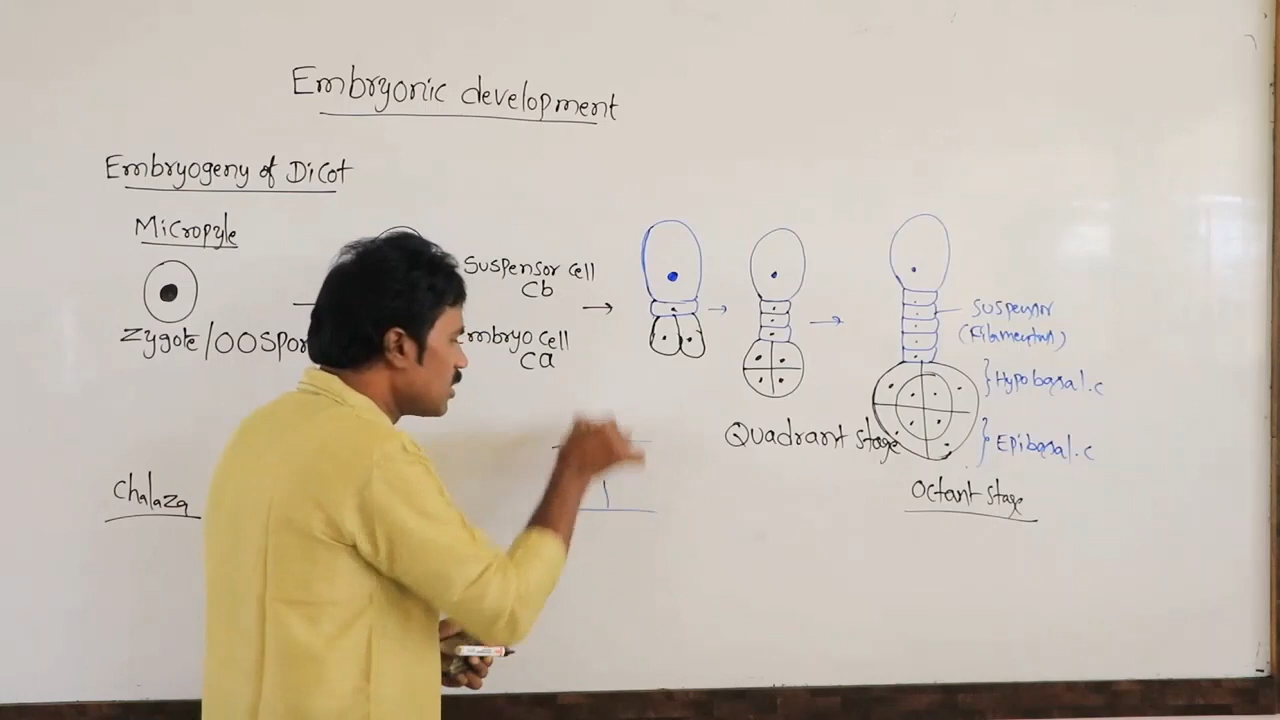 Embryonic development
Embryogeny of Dicot
Micropyle
Suspensor cell
Cb
Zygote/OOSpor
Embryo cell
Ca
Suspensor
(Filamentous)
}Hypobasal.c
}Epibasal.c
Quadrant Stage
Octant Stage
Chalaza